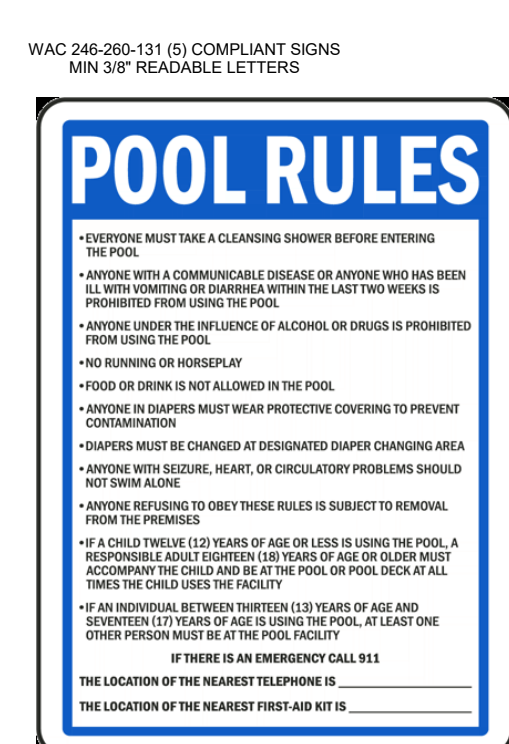 WAC 246-260-131 (5) COMPLIANT SIGNS
MIN 3/8" READABLE LETTERS
POOL RULES
•EVERYONE MUST TAKE A CLEANSING SHOWER BEFORE ENTERING
THE POOL
•ANYONE WITH A COMMUNICABLE DISEASE OR ANYONE WHO HAS BEEN
ILL WITH VOMITING OR DIARRHEA WITHIN THE LAST TWO WEEKS IS
PROHIBITED FROM USING THE POOL
•ANYONE UNDER THE INFLUENCE OF ALCOHOL OR DRUGS IS PROHIBITED
FROM USING THE POOL
•NO RUNNING OR HORSEPLAY
•FOOD OR DRINK IS NOT ALLOWED IN THE POOL
•ANYONE IN DIAPERS MUST WEAR PROTECTIVE COVERING TO PREVENT
CONTAMINATION
•DIAPERS MUST BE CHANGED AT DESIGNATED DIAPER CHANGING AREA
•ANYONE WITH SEIZURE, HEART, OR CIRCULATORY PROBLEMS SHOULD
NOT SWIM ALONE
•ANYONE REFUSING TO OBEY THESE RULES IS SUBJECT TO REMOVAL
FROM THE PREMISES
•IF A CHILD TWELVE (12) YEARS OF AGE OR LESS IS USING THE POOL, A
RESPONSIBLE ADULT EIGHTEEN (18) YEARS OF AGE OR OLDER MUST
ACCOMPANY THE CHILD AND BE AT THE POOL OR POOL DECK AT ALL
TIMES THE CHILD USES THE FACILITY
•IF AN INDIVIDUAL BETWEEN THIRTEEN (13) YEARS OF AGE AND
SEVENTEEN (17) YEARS OF AGE IS USING THE POOL, AT LEAST ONE
OTHER PERSON MUST BE AT THE POOL FACILITY
IF THERE IS AN EMERGENCY CALL 911
THE LOCATION OF THE NEAREST TELEPHONE IS ____________________
THE LOCATION OF THE NEAREST FIRST-AID KIT IS __________________